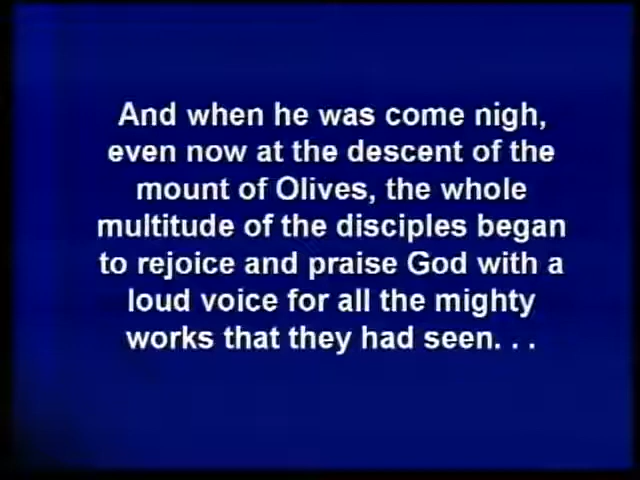 And when he was come nigh,
even now at the descent of the
mount of Olives, the whole
multitude of the disciples began
to rejoice and praise God with a
loud voice for all the mighty
works that they had seen. . .